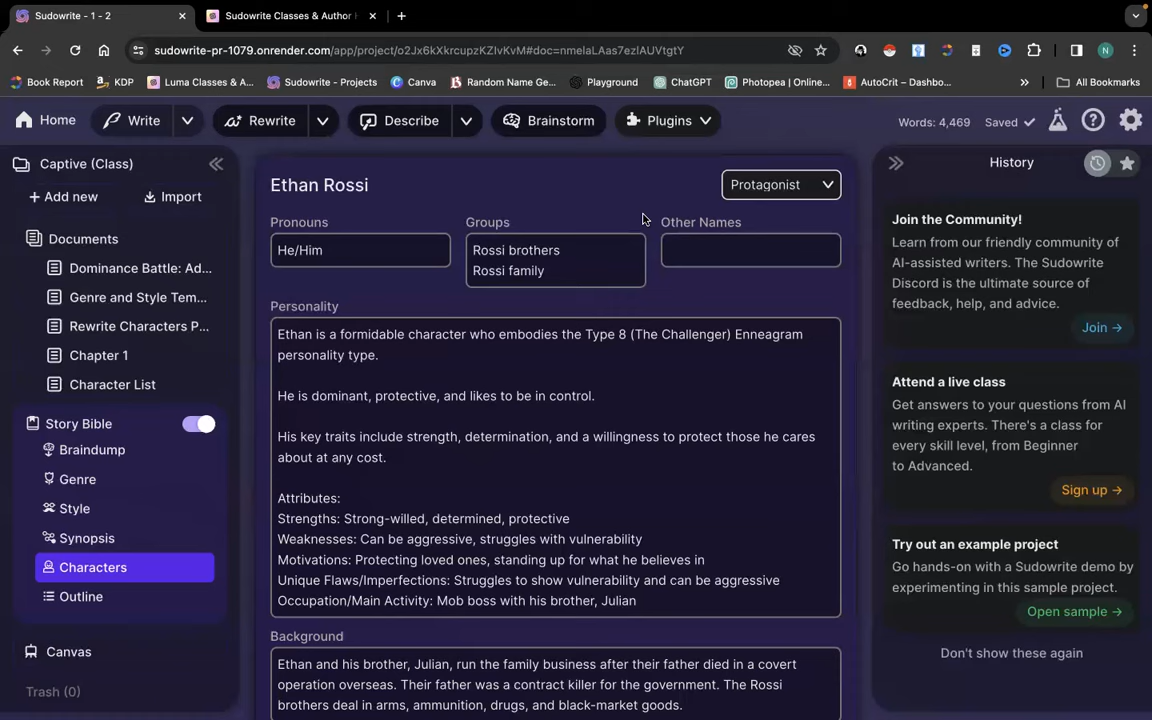 Sudowrite - 1 - 2
Sudowrite Classes & Author
sudowrite-pr-1079.onrender.com/app/project/o2Jx6kXkrcupzKZIvKvM#doc=nmelaLAas7ezlAUVtgtY
N
Book Report
KDP
Luma Classes & A...
Sudowrite - Projects
Canva
Random Name Ge...
Playground
ChatGPT
Photopea | Online...
AutoCrit – Dashbo...
All Bookmarks
Home
Write
Rewrite
Describe
Brainstorm
Plugins
Words: 4,469
Saved
Captive (Class)
Add new
Import
Documents
Dominance Battle: Ad...
Genre and Style Tem...
Rewrite Characters P...
Chapter 1
Character List
Story Bible
Braindump
Genre
Style
Synopsis
Characters
Outline
Canvas
Trash (0)
Ethan Rossi
Protagonist
Pronouns
Groups
Other Names
He/Him
Rossi brothers
Rossi family
Personality
Ethan is a formidable character who embodies the Type 8 (The Challenger) Enneagram
personality type.
He is dominant, protective, and likes to be in control.
His key traits include strength, determination, and a willingness to protect those he cares
about at any cost.
Attributes:
Strengths: Strong-willed, determined, protective
Weaknesses: Can be aggressive, struggles with vulnerability
Motivations: Protecting loved ones, standing up for what he believes in
Unique Flaws/Imperfections: Struggles to show vulnerability and can be aggressive
Occupation/Main Activity: Mob boss with his brother, Julian
Background
Ethan and his brother, Julian, run the family business after their father died in a covert
operation overseas. Their father was a contract killer for the government. The Rossi
brothers deal in arms, ammunition, drugs, and black-market goods.
History
Join the Community!
Learn from our friendly community of
AI-assisted writers. The Sudowrite
Discord is the ultimate source of
feedback, help, and advice.
Join →
Attend a live class
Get answers to your questions from AI
writing experts. There's a class for
every skill level, from Beginner
to Advanced.
Sign up →
Try out an example project
Go hands-on with a Sudowrite demo by
experimenting in this sample project.
Open sample →
Don't show these again